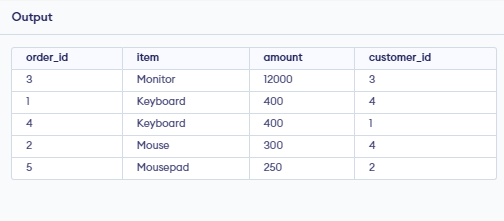 Output
order_id item amount customer_id
3 Monitor 12000 3
1 Keyboard 400 4
4 Keyboard 400 1
2 Mouse 300 4
5 Mousepad 250 2